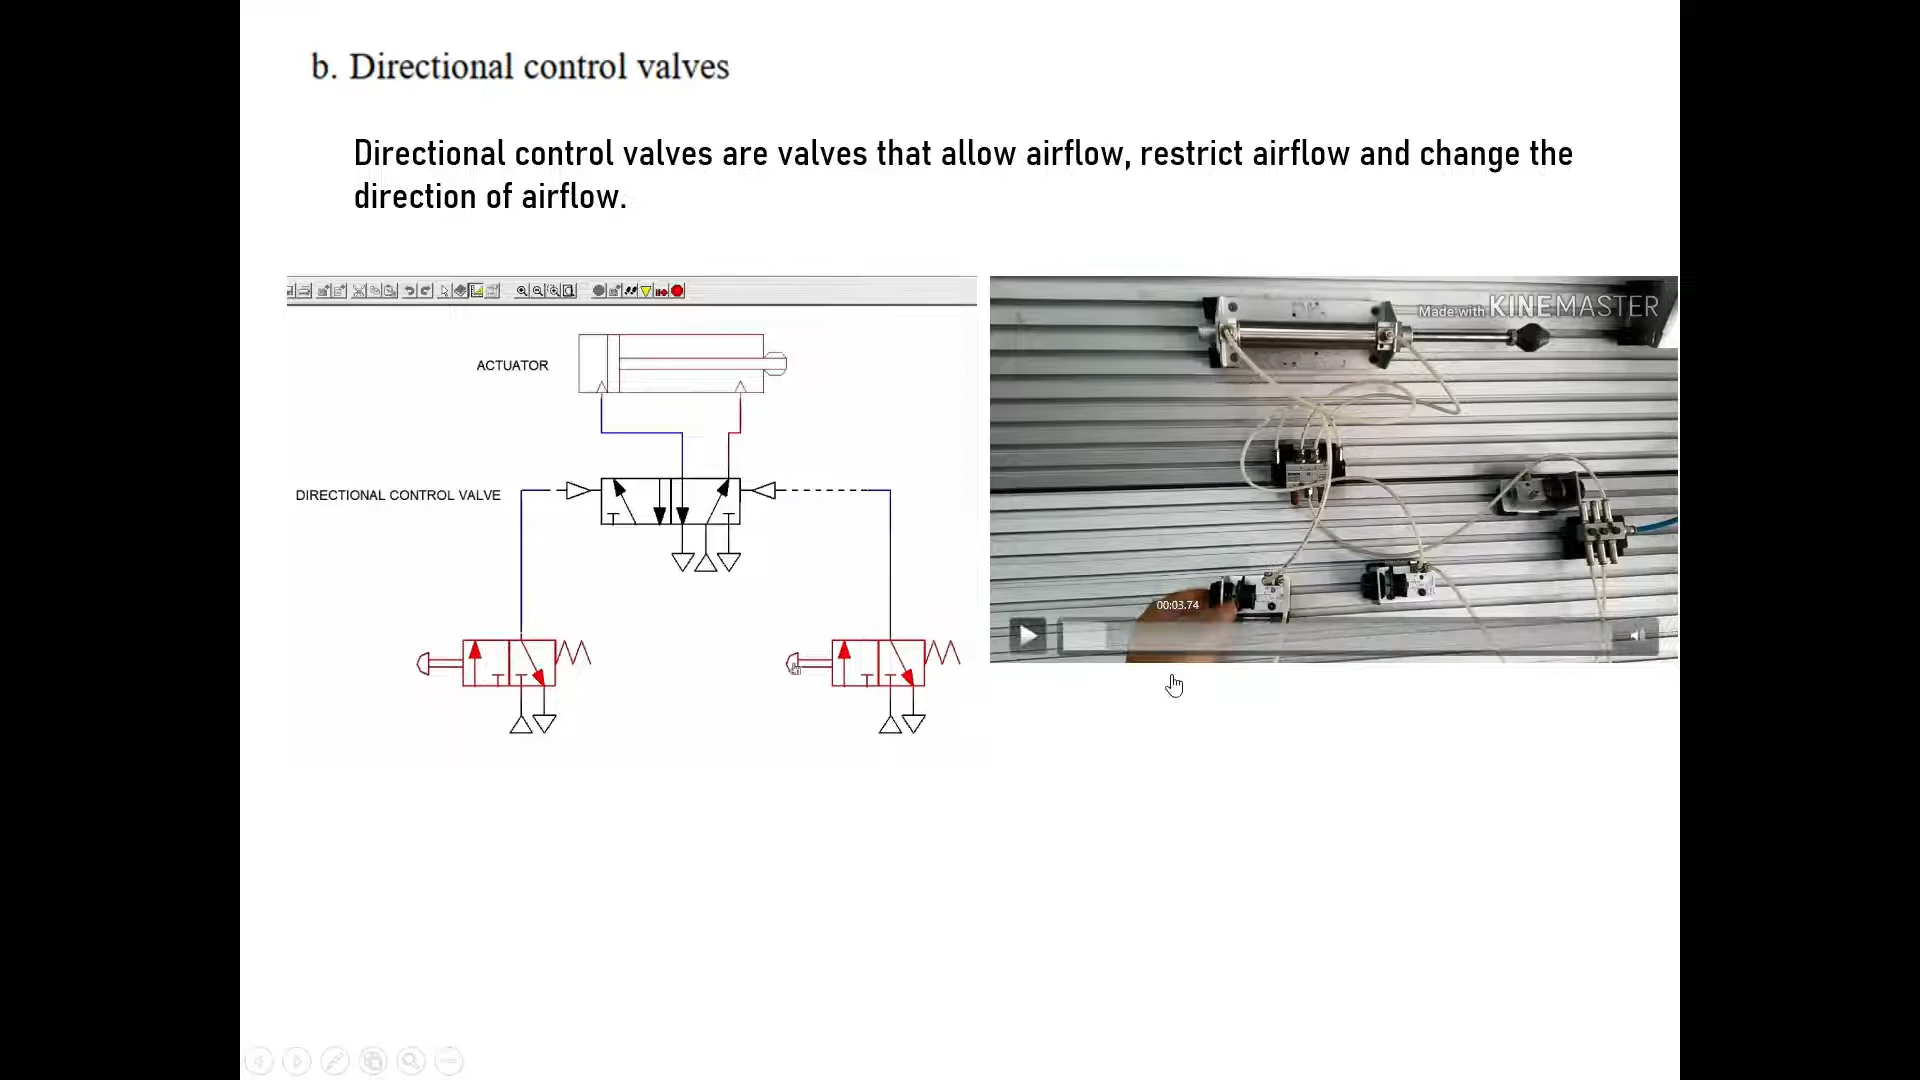 b. Directional control valves
Directional control valves are valves that allow airflow, restrict airflow and change the
direction of airflow.
ACTUATOR
DIRECTIONAL CONTROL VALVE
Made with KINEMASTER
00:03.74